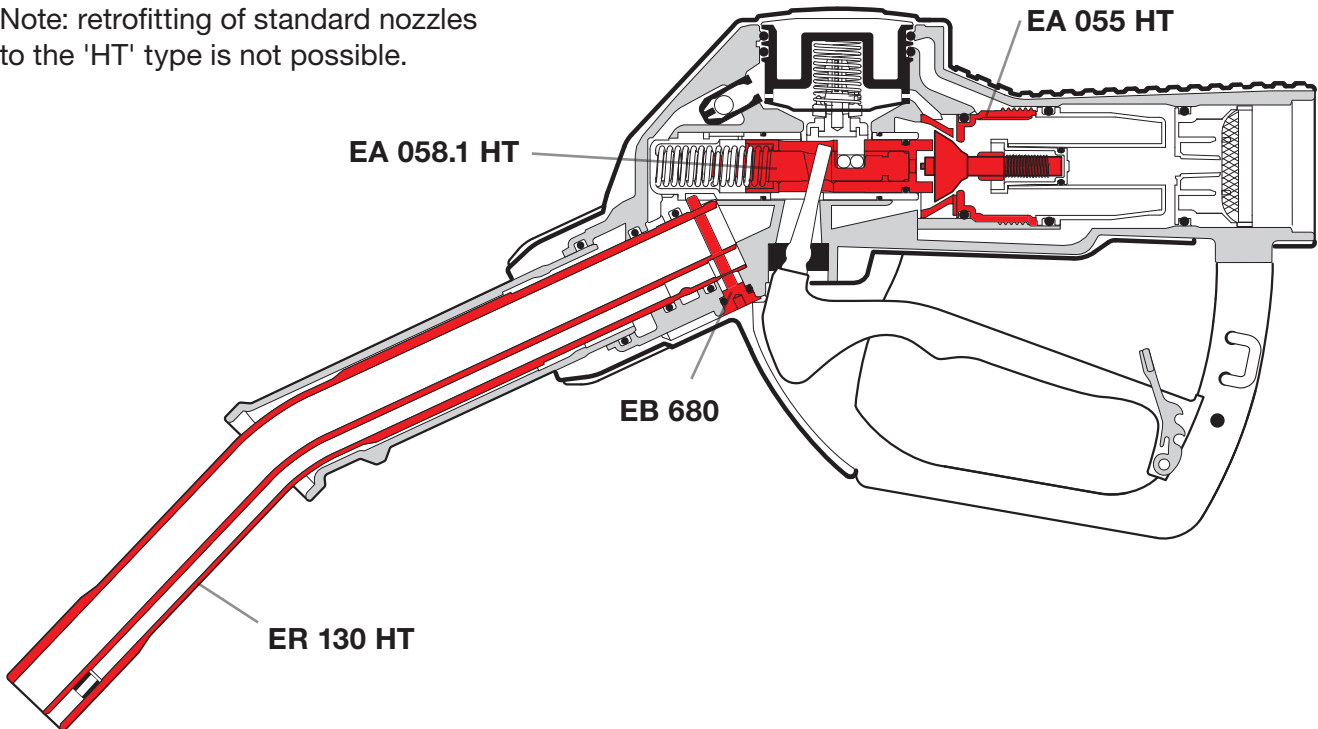 Note: retrofitting of standard nozzles
to the 'HT' type is not possible.
EA 055 HT
EA 058.1 HT
EB 680
ER 130 HT